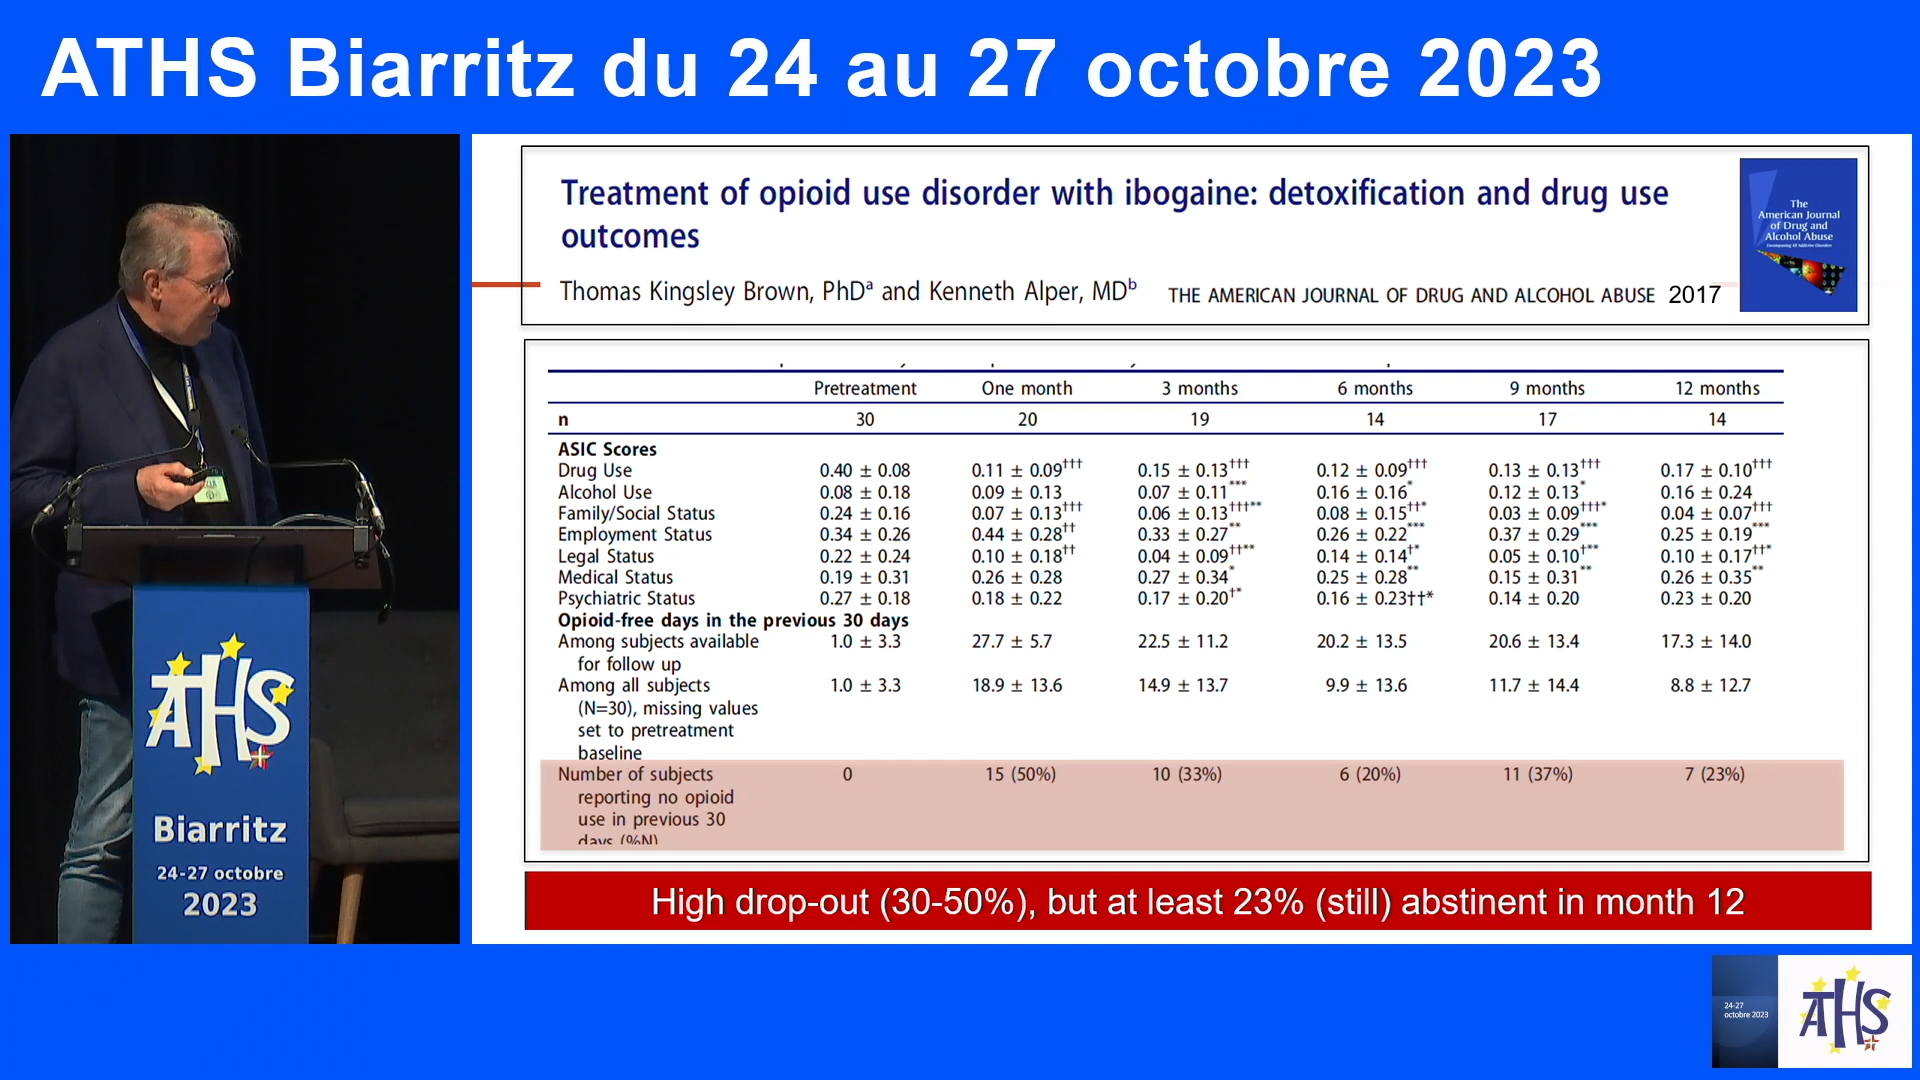 ATHS Biarritz du 24 au 27 octobre 2023
Treatment of opioid use disorder with ibogaine: detoxification and drug use
outcomes
Thomas Kingsley Brown, PhDa and Kenneth Alper, MDb THE AMERICAN JOURNAL OF DRUG AND ALCOHOL ABUSE 2017
The
American Journal
of Drug and
Alcohol Abuse
Pretreatment One month 3 months 6 months 9 months 12 months
n 30 20 19 14 17 14
ASIC Scores
Drug Use 0.40 ± 0.08 0.11 ± 0.09††† 0.15 ± 0.13††† 0.12 ± 0.09††† 0.13 ± 0.13††† 0.17 ± 0.10†††
Alcohol Use 0.08 ± 0.18 0.09 ± 0.13 0.07 ± 0.11*** 0.16 ± 0.16* 0.12 ± 0.13* 0.16 ± 0.24
Family/Social Status 0.24 ± 0.16 0.07 ± 0.13††† 0.06 ± 0.13†††** 0.08 ± 0.15††* 0.03 ± 0.09†††* 0.04 ± 0.07†††
Employment Status 0.34 ± 0.26 0.44 ± 0.28†† 0.33 ± 0.27** 0.26 ± 0.22*** 0.37 ± 0.29*** 0.25 ± 0.19***
Legal Status 0.22 ± 0.24 0.10 ± 0.18†† 0.04 ± 0.09††** 0.14 ± 0.14†* 0.05 ± 0.10†** 0.10 ± 0.17††*
Medical Status 0.19 ± 0.31 0.26 ± 0.28 0.27 ± 0.34* 0.25 ± 0.28** 0.15 ± 0.31** 0.26 ± 0.35**
Psychiatric Status 0.27 ± 0.18 0.18 ± 0.22 0.17 ± 0.20†* 0.16 ± 0.23††* 0.14 ± 0.20 0.23 ± 0.20
Opioid-free days in the previous 30 days
Among subjects available 1.0 ± 3.3 27.7 ± 5.7 22.5 ± 11.2 20.2 ± 13.5 20.6 ± 13.4 17.3 ± 14.0
for follow up
Among all subjects 1.0 ± 3.3 18.9 ± 13.6 14.9 ± 13.7 9.9 ± 13.6 11.7 ± 14.4 8.8 ± 12.7
(N=30), missing values
set to pretreatment
baseline
Number of subjects 0 15 (50%) 10 (33%) 6 (20%) 11 (37%) 7 (23%)
reporting no opioid
use in previous 30
days (%N)
High drop-out (30-50%), but at least 23% (still) abstinent in month 12
ATHS
Biarritz
24-27 octobre
2023
24-27
octobre 2023
ATHS